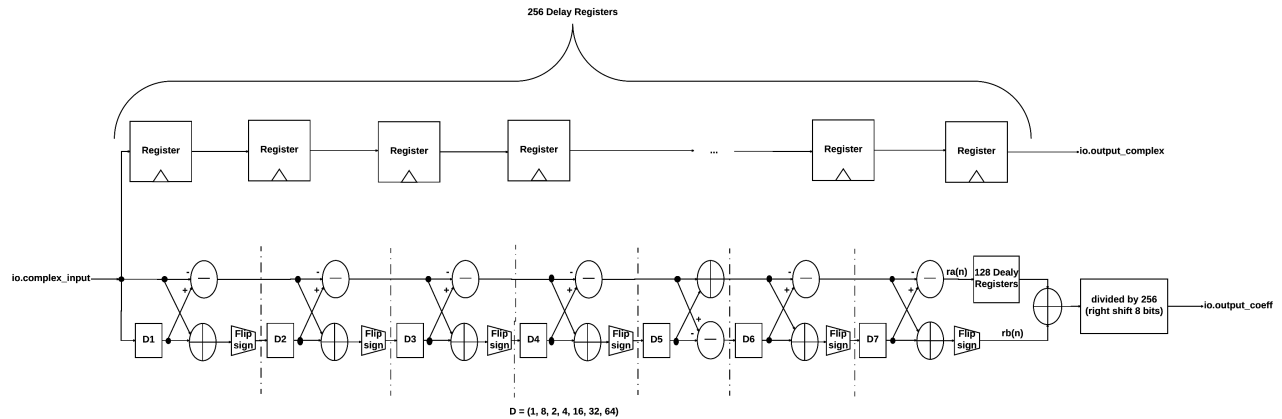 256 Delay Registers
Register Register Register Register ... Register Register io.output_complex
io.complex_input - - - - - - ra(n) 128 Dealy
Registers
+ + + + + + +
divided by 256
(right shift 8 bits)
io.output_coeff
D1 Flip
sign
D2 Flip
sign
D3 Flip
sign
D4 Flip
sign
D5 -
D6 Flip
sign
D7 Flip
sign
rb(n)
D = (1, 8, 2, 4, 16, 32, 64)